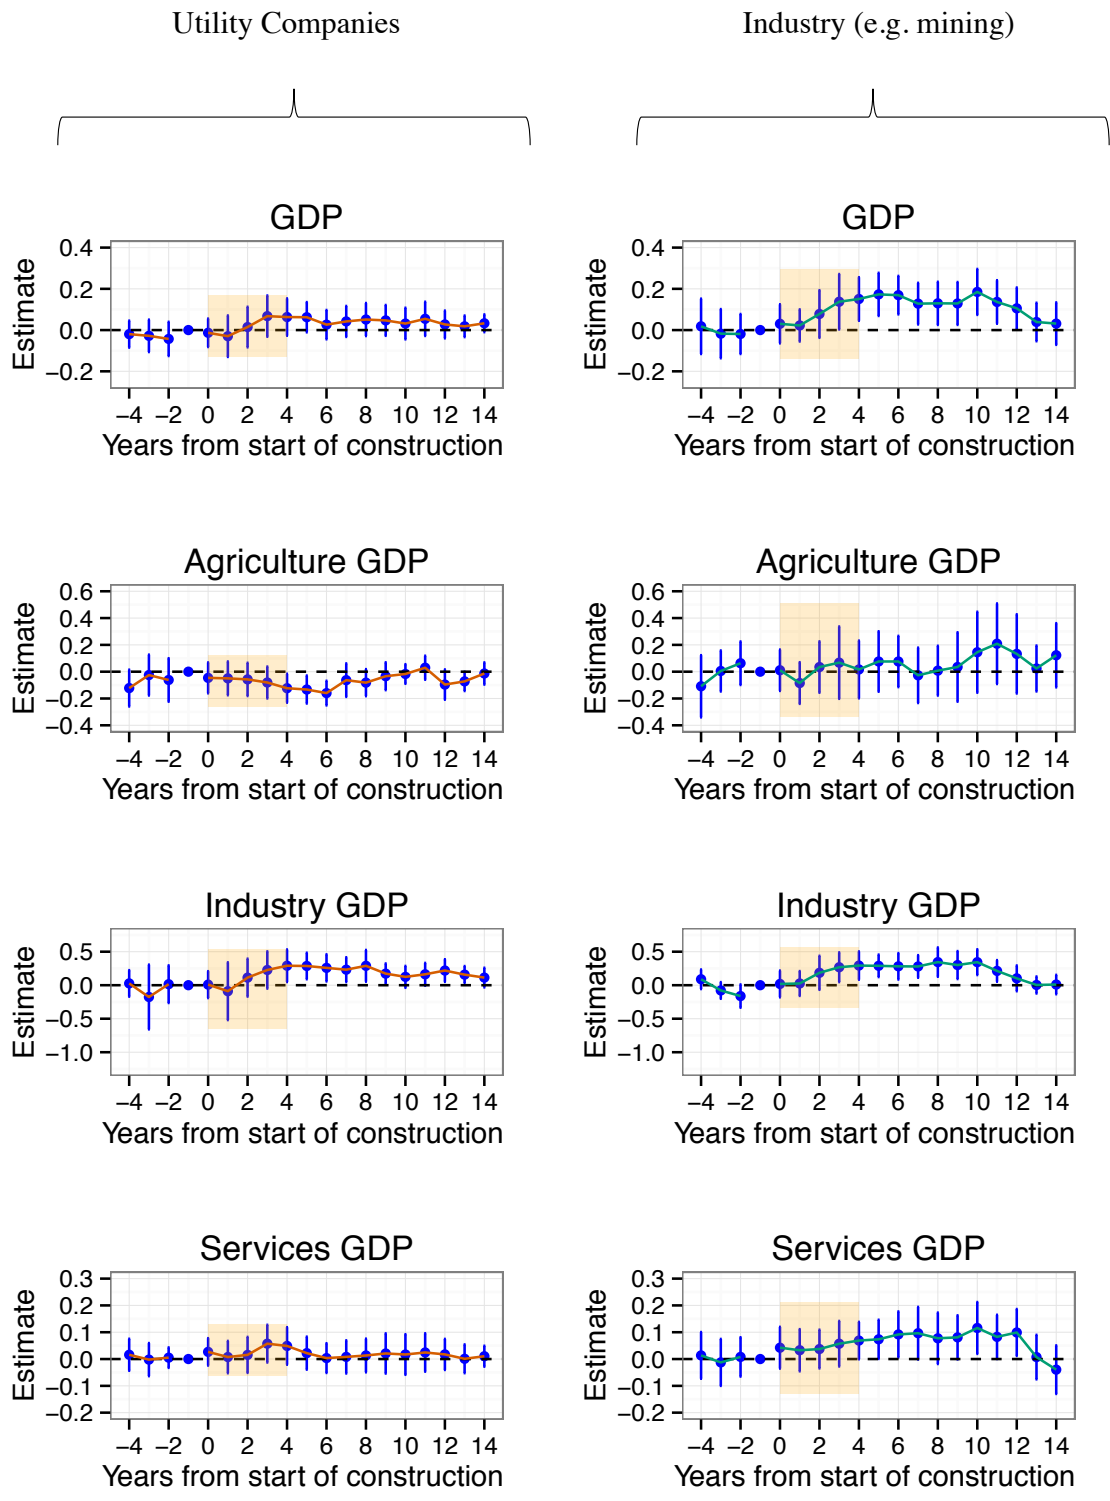 Utility Companies
Industry (e.g. mining)
GDP
0.4
0.2
0.0
−0.2
Estimate
−4 −2 0 2 4 6 8 10 12 14
Years from start of construction
GDP
0.4
0.2
0.0
−0.2
Estimate
−4 −2 0 2 4 6 8 10 12 14
Years from start of construction
Agriculture GDP
0.6
0.4
0.2
0.0
−0.2
−0.4
Estimate
−4 −2 0 2 4 6 8 10 12 14
Years from start of construction
Agriculture GDP
0.6
0.4
0.2
0.0
−0.2
−0.4
Estimate
−4 −2 0 2 4 6 8 10 12 14
Years from start of construction
Industry GDP
0.5
0.0
−0.5
−1.0
Estimate
−4 −2 0 2 4 6 8 10 12 14
Years from start of construction
Industry GDP
0.5
0.0
−0.5
−1.0
Estimate
−4 −2 0 2 4 6 8 10 12 14
Years from start of construction
Services GDP
0.3
0.2
0.1
0.0
−0.1
−0.2
Estimate
−4 −2 0 2 4 6 8 10 12 14
Years from start of construction
Services GDP
0.3
0.2
0.1
0.0
−0.1
−0.2
Estimate
−4 −2 0 2 4 6 8 10 12 14
Years from start of construction